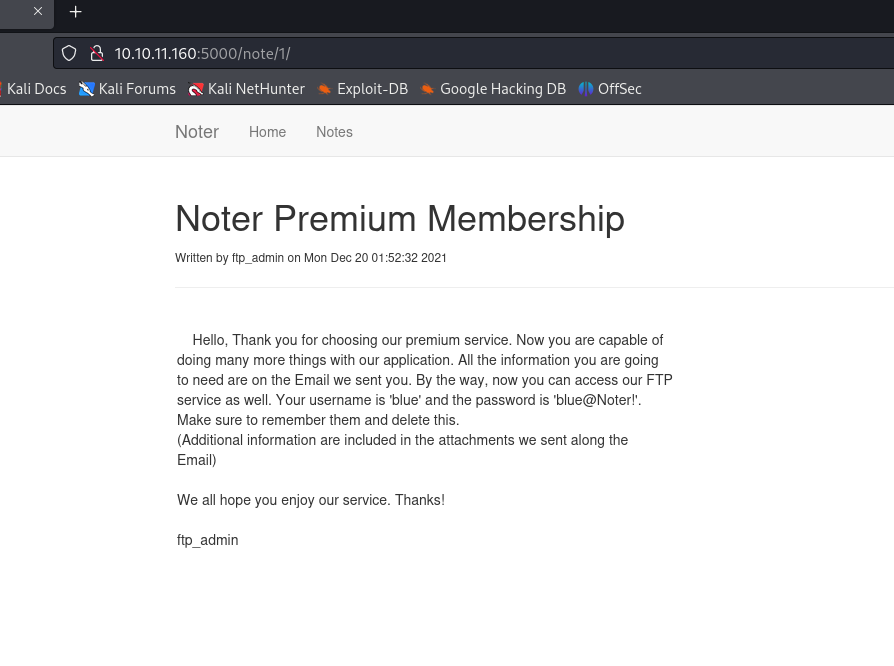 10.10.11.160:5000/note/1/
Kali Docs Kali Forums Kali NetHunter Exploit-DB Google Hacking DB OffSec
Noter Home Notes
Noter Premium Membership
Written by ftp_admin on Mon Dec 20 01:52:32 2021
Hello, Thank you for choosing our premium service. Now you are capable of
doing many more things with our application. All the information you are going
to need are on the Email we sent you. By the way, now you can access our FTP
service as well. Your username is 'blue' and the password is 'blue@Noter!'.
Make sure to remember them and delete this.
(Additional information are included in the attachments we sent along the
Email)
We all hope you enjoy our service. Thanks!
ftp_admin